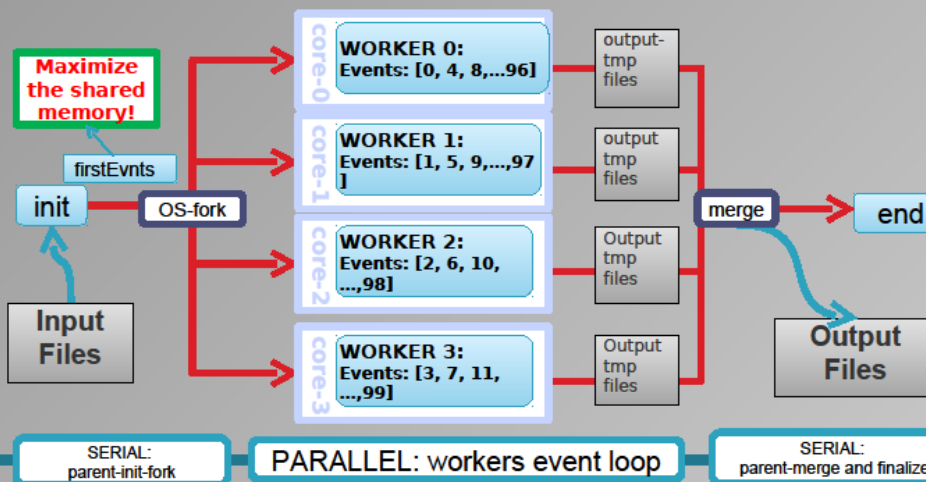 Maximize
the shared
memory!
firstEvnts
init
OS-fork
Input
Files
core-0
WORKER 0:
Events: [0, 4, 8,...96]
core-1
WORKER 1:
Events: [1, 5, 9,...,97
]
core-2
WORKER 2:
Events: [2, 6, 10,
...,98]
core-3
WORKER 3:
Events: [3, 7, 11,
...,99]
output-
tmp
files
output
tmp
files
Output
tmp
files
Output
tmp
files
merge
end
Output
Files
SERIAL:
parent-init-fork
PARALLEL: workers event loop
SERIAL:
parent-merge and finalize